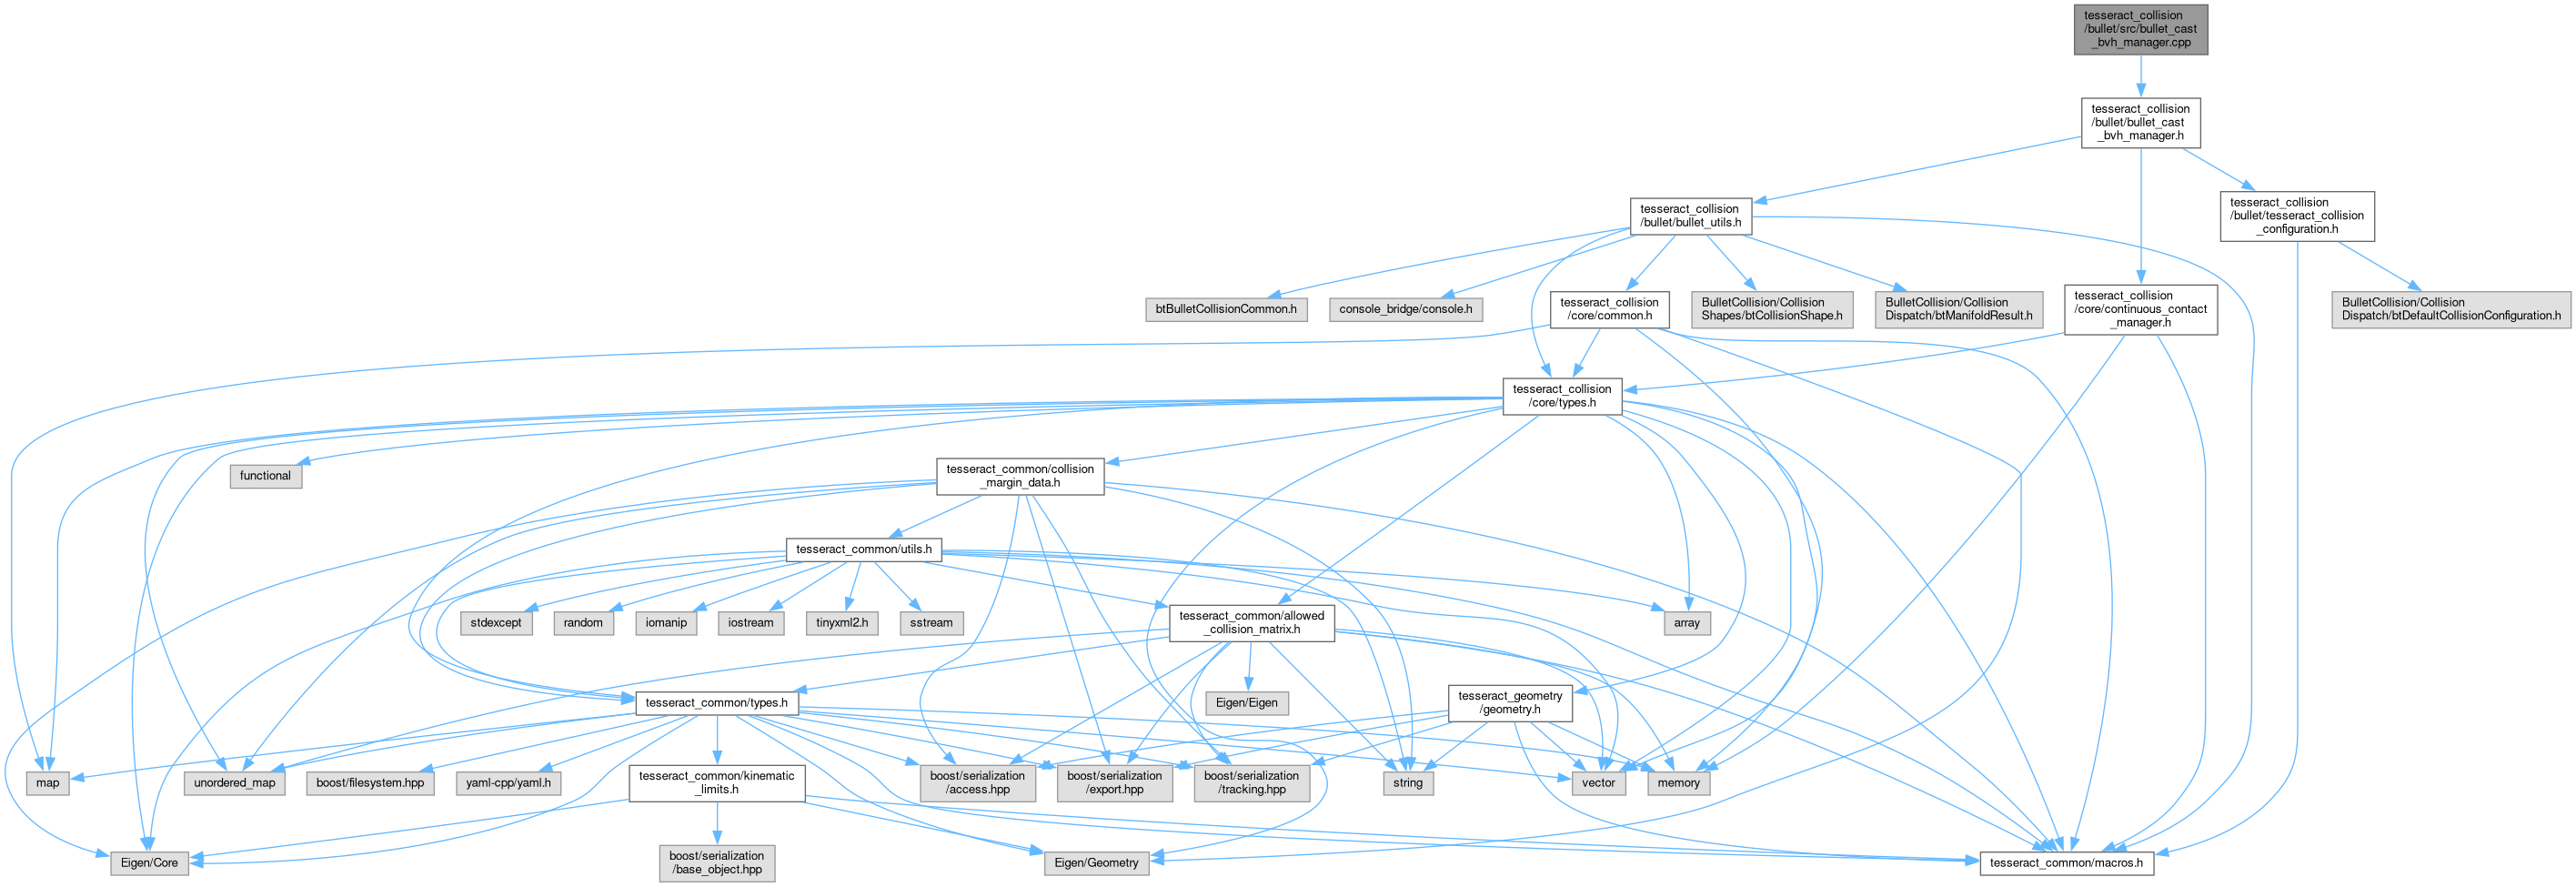 tesseract_collision
/bullet/src/bullet_cast
_bvh_manager.cpp
tesseract_collision
/bullet/bullet_cast
_bvh_manager.h
tesseract_collision
/bullet/bullet_utils.h
tesseract_collision
/bullet/tesseract_collision
_configuration.h
btBulletCollisionCommon.h
console_bridge/console.h
tesseract_collision
/core/common.h
BulletCollision/Collision
Shapes/btCollisionShape.h
BulletCollision/Collision
Dispatch/btManifoldResult.h
tesseract_collision
/core/continuous_contact
_manager.h
BulletCollision/Collision
Dispatch/btDefaultCollisionConfiguration.h
tesseract_collision
/core/types.h
functional
tesseract_common/collision
_margin_data.h
tesseract_common/utils.h
stdexcept
random
iomanip
iostream
tinyxml2.h
sstream
tesseract_common/allowed
_collision_matrix.h
array
tesseract_common/types.h
Eigen/Eigen
tesseract_geometry
/geometry.h
map
unordered_map
boost/filesystem.hpp
yaml-cpp/yaml.h
tesseract_common/kinematic
_limits.h
boost/serialization
/access.hpp
boost/serialization
/export.hpp
boost/serialization
/tracking.hpp
string
vector
memory
Eigen/Core
boost/serialization
/base_object.hpp
Eigen/Geometry
tesseract_common/macros.h